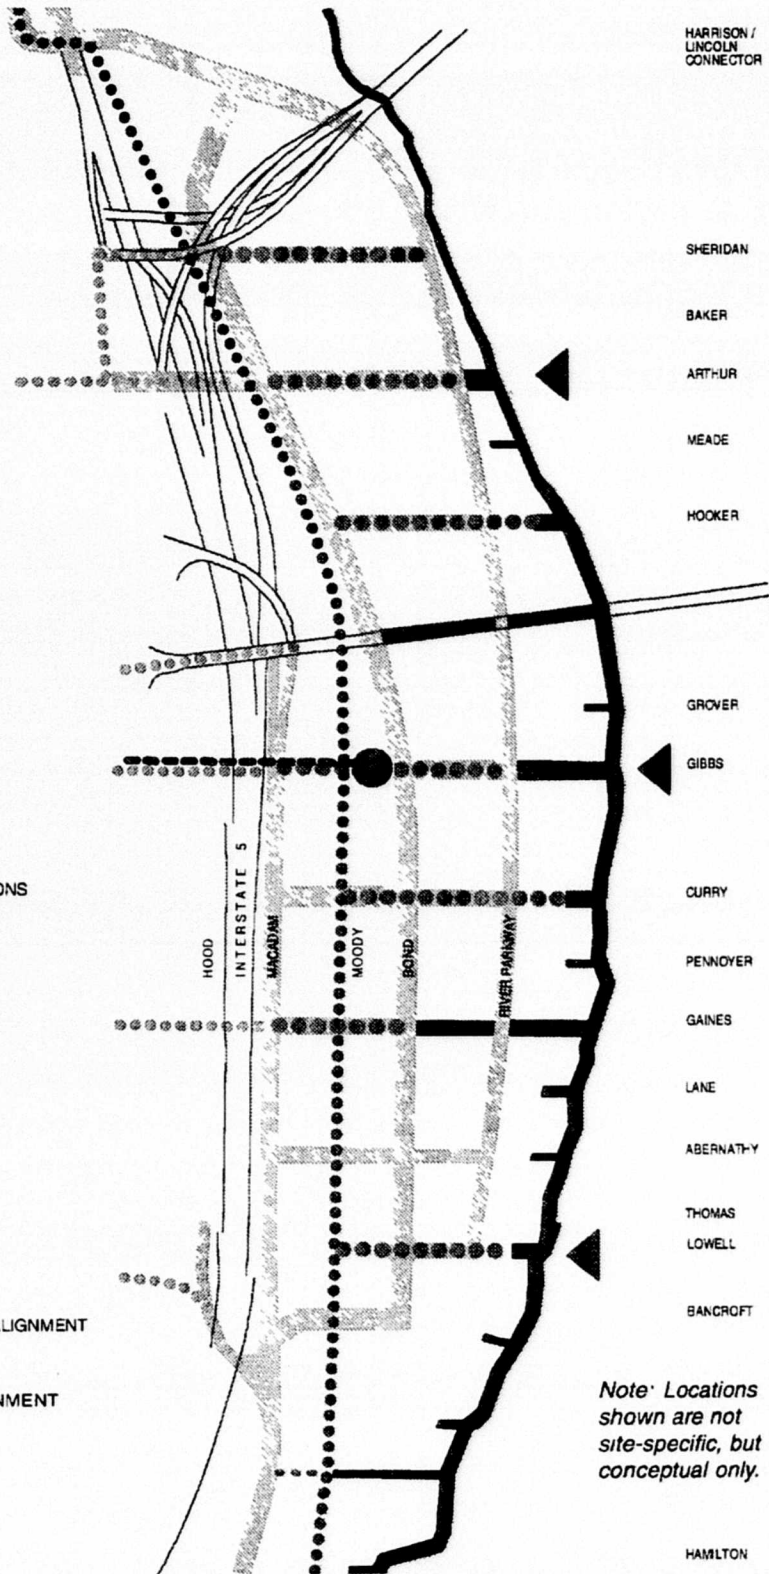 HARRISON /
LINCOLN
CONNECTOR
SHERIDAN
BAKER
ARTHUR
MEADE
HOOKER
GROVER
GIBBS
ONS
CURRY
HOOD
INTERSTATE 5
MACADAM
MOODY
BOND
RIVER PARKWAY
PENNOYER
GAINES
LANE
ABERNATHY
THOMAS
LOWELL
BANCROFT
LIGNMENT
NMENT
Note: Locations
shown are not
site-specific, but
conceptual only.
HAMILTON